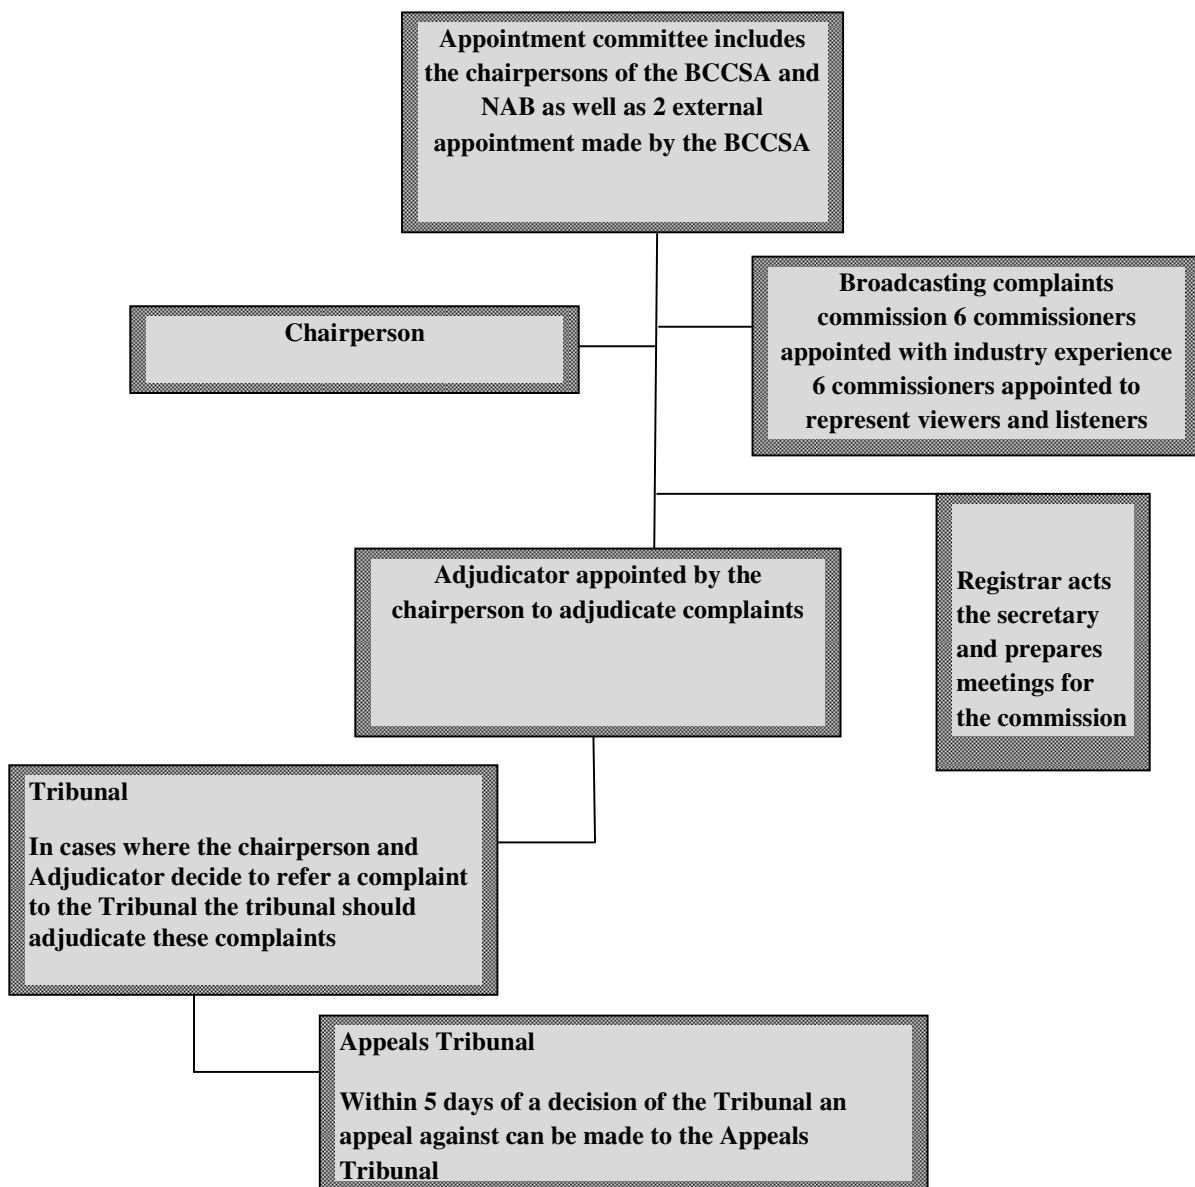 Appointment committee includes
the chairpersons of the BCCSA and
NAB as well as 2 external
appointment made by the BCCSA
Chairperson
Broadcasting complaints
commission 6 commissioners
appointed with industry experience
6 commissioners appointed to
represent viewers and listeners
Adjudicator appointed by the
chairperson to adjudicate complaints
Registrar acts
the secretary
and prepares
meetings for
the commission
Tribunal
In cases where the chairperson and
Adjudicator decide to refer a complaint
to the Tribunal the tribunal should
adjudicate these complaints
Appeals Tribunal
Within 5 days of a decision of the Tribunal an
appeal against can be made to the Appeals
Tribunal